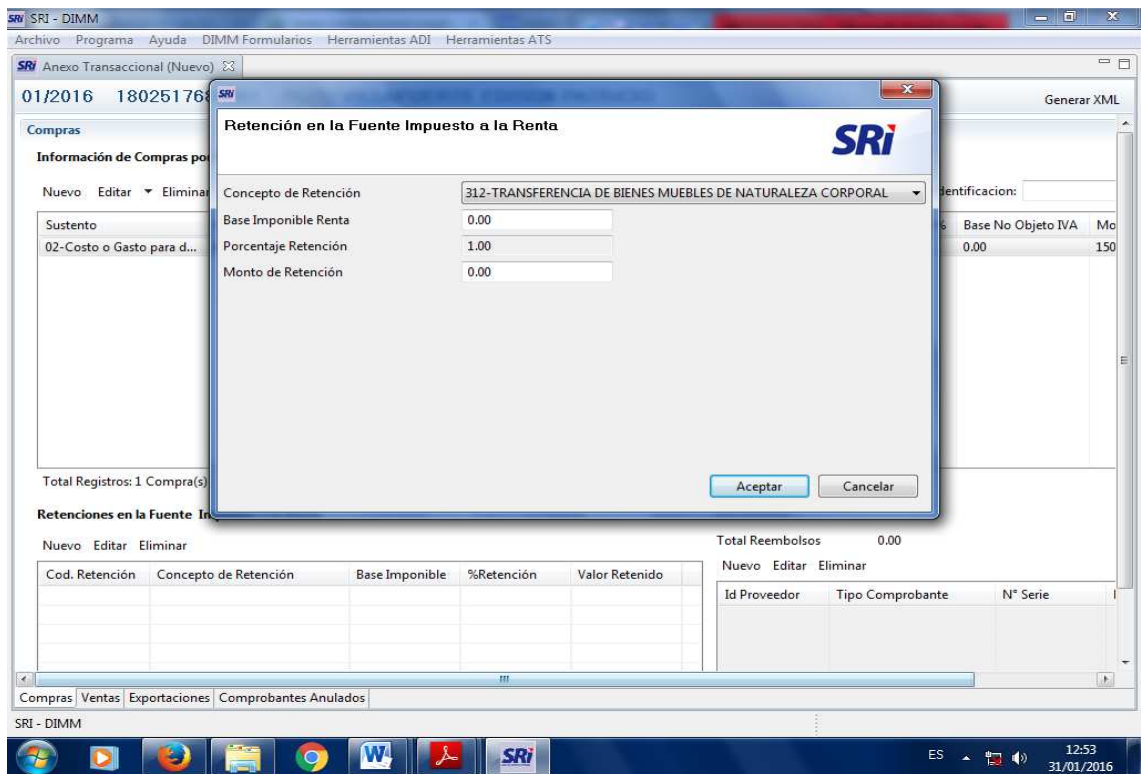 SRi SRI - DIMM
Archivo Programa Ayuda DIMM Formularios Herramientas ADI Herramientas ATS
SRi Anexo Transaccional (Nuevo)
01/2016 180251768
Generar XML
Compras
Información de Compras por
Nuevo Editar Eliminar
dentificacion:
Sustento
Base No Objeto IVA Mo
02-Costo o Gasto para d...
0.00 150
SRi
Retención en la Fuente Impuesto a la Renta
SRi
Concepto de Retención 312-TRANSFERENCIA DE BIENES MUEBLES DE NATURALEZA CORPORAL
Base Imponible Renta 0.00
Porcentaje Retención 1.00
Monto de Retención 0.00
Aceptar Cancelar
Total Registros: 1 Compra(s)
Retenciones en la Fuente
Nuevo Editar Eliminar
Cod. Retención Concepto de Retención Base Imponible %Retención Valor Retenido
Total Reembolsos 0.00
Nuevo Editar Eliminar
Id Proveedor Tipo Comprobante N° Serie
Compras Ventas Exportaciones Comprobantes Anulados
SRI - DIMM
SRi
ES
12:53
31/01/2016